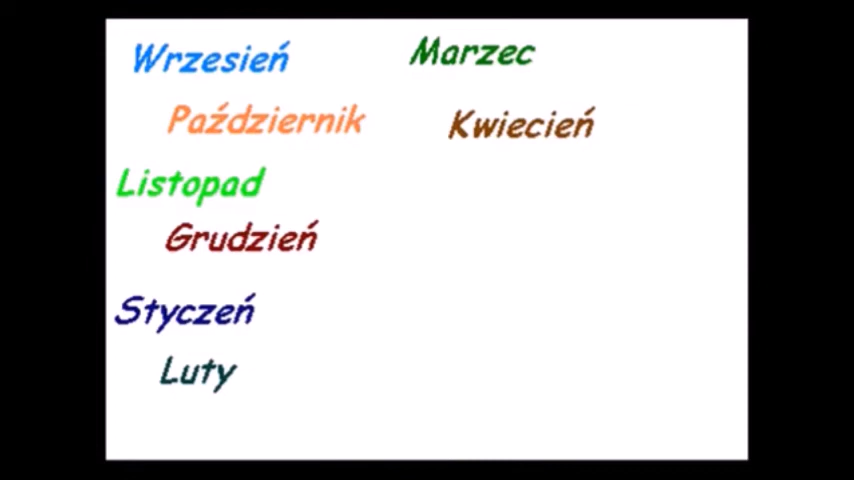 Wrzesień
Październik
Listopad
Grudzień
Styczeń
Luty
Marzec
Kwiecień